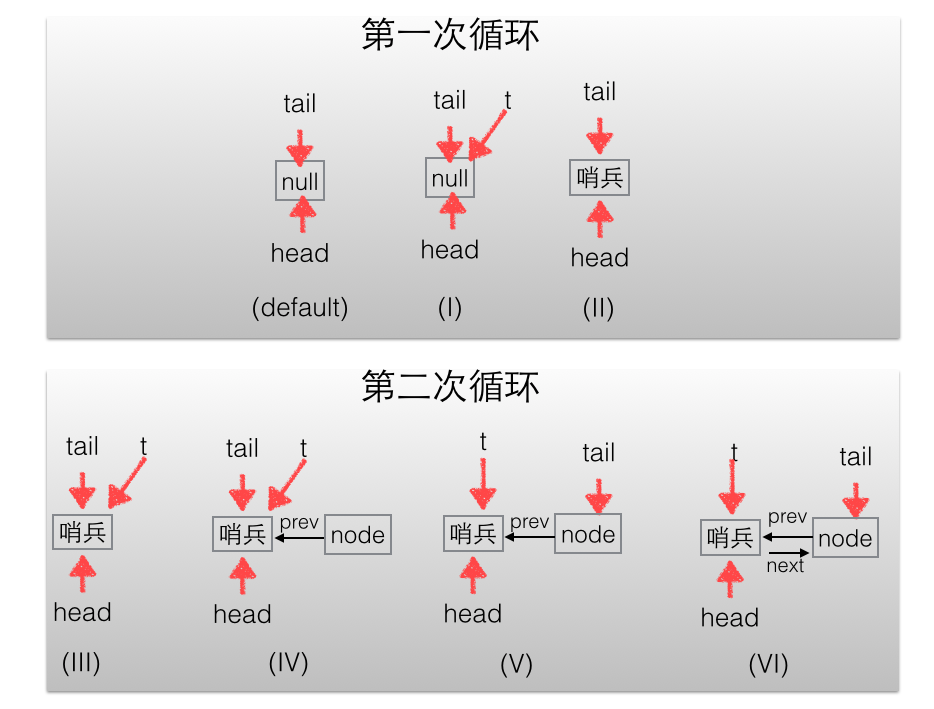 第一次循环
tail tail t tail
null null 哨兵
head head head
(default) (I) (II)
第二次循环
tail t tail t t tail t tail
哨兵 哨兵 prev node 哨兵 prev node 哨兵 prev next node
head head head head
(III) (IV) (V) (VI)